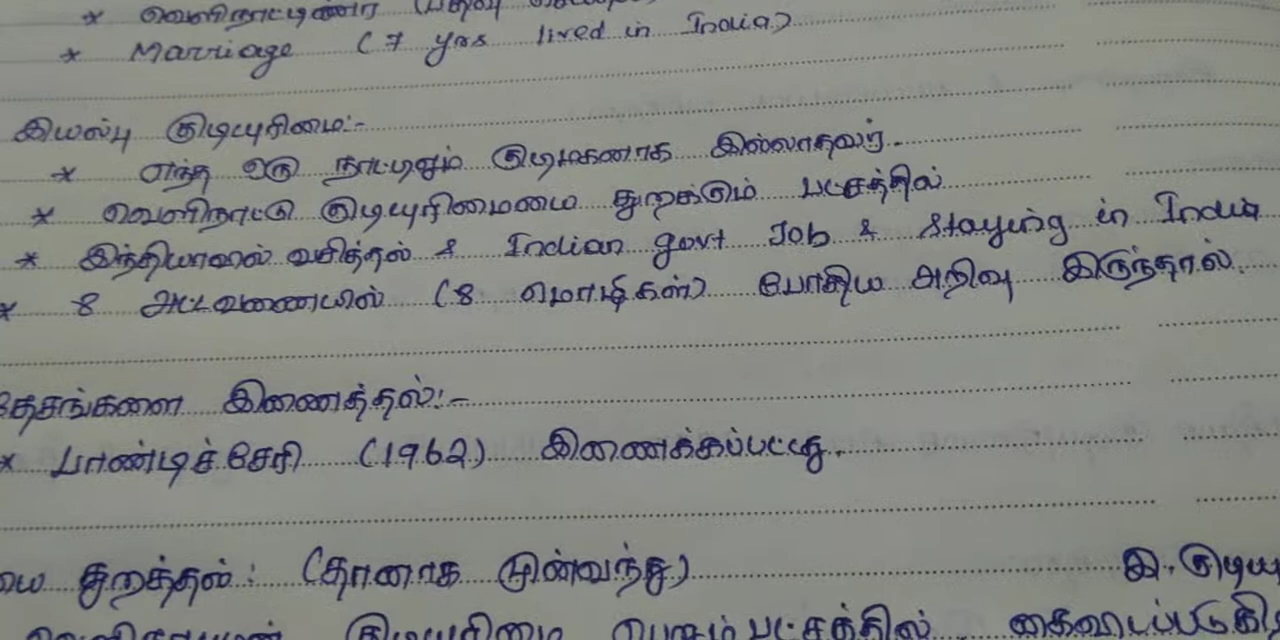 * வெளிநாட்டினர்
* Marriage (7 yrs lived in India)
இயல்பு குடியுரிமை:-
* எந்த ஒரு நாட்டிலும் குடிமகனாக இல்லாதவர்.
* வெளிநாட்டு குடியுரிமைமை துறக்கும் பட்சத்தில்
* இந்தியாவில் வசித்தல் & Indian govt Job & Staying in India
* 8 அட்டவணையில் (8 மொழிகள்) போதிய அறிவு இருந்தால்.
தேசங்களை இணைத்தல்:-
* பாண்டிச்சேரி (1962) இணைக்கப்பட்டது.
துறத்தல்: (தானாக முன்வந்து) இ. குடியு
குடியுரிமை பெறும் பட்சத்தில்